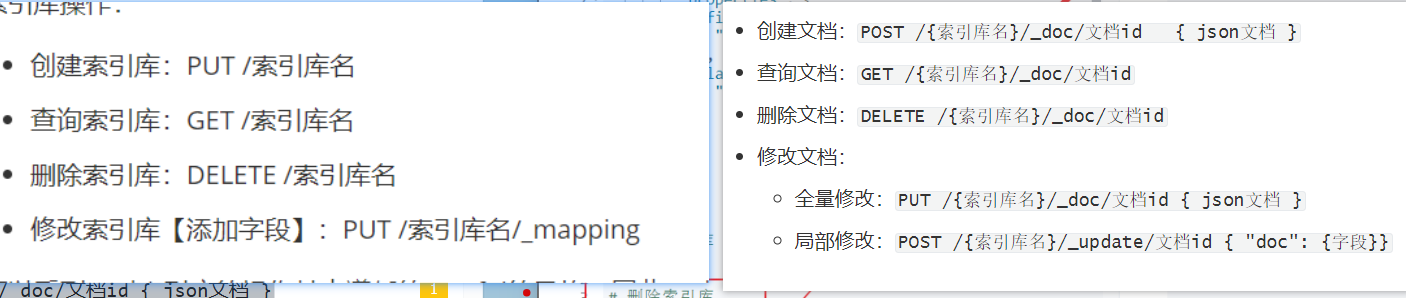 索引库操作：
创建索引库：PUT /索引库名
查询索引库：GET /索引库名
删除索引库：DELETE /索引库名
修改索引库【添加字段】：PUT /索引库名/_mapping
创建文档：POST /{索引库名}/_doc/文档id { json文档 }
查询文档：GET /{索引库名}/_doc/文档id
删除文档：DELETE /{索引库名}/_doc/文档id
修改文档：
全量修改：PUT /{索引库名}/_doc/文档id { json文档 }
局部修改：POST /{索引库名}/_update/文档id { "doc": {字段}}
/_doc/文档id { json文档 }
1
# 删除索引库